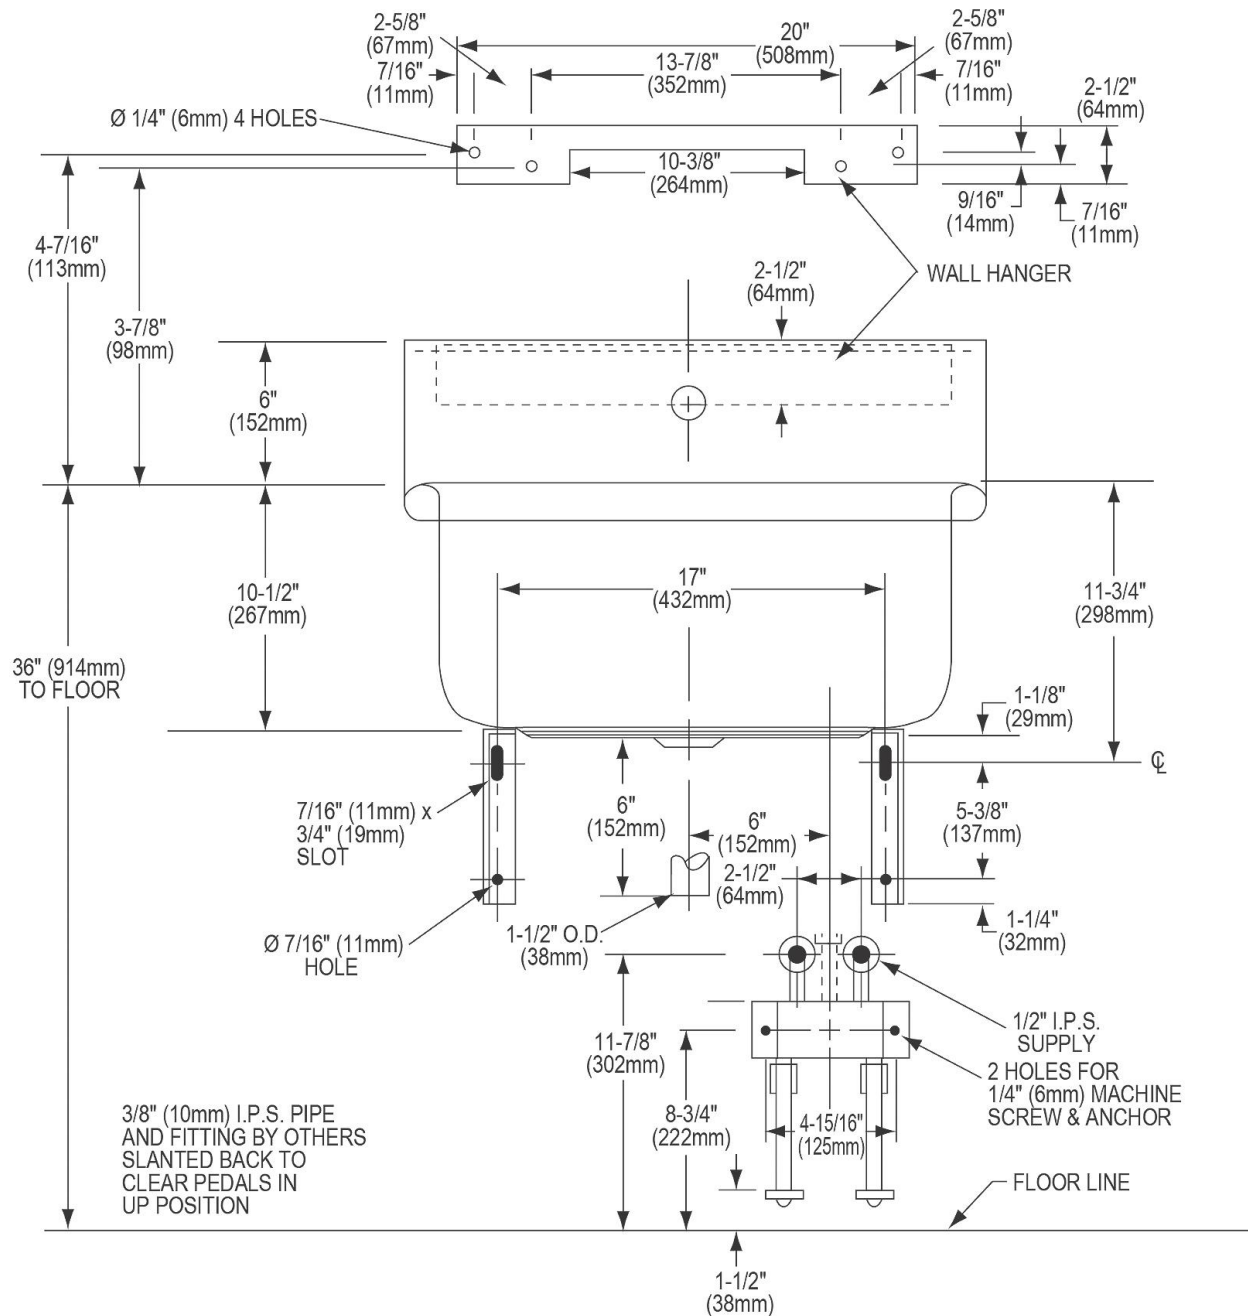 2-5/8"
(67mm)
20"
(508mm)
2-5/8"
(67mm)
7/16"
(11mm)
13-7/8"
(352mm)
7/16"
(11mm)
2-1/2"
(64mm)
Ø 1/4" (6mm) 4 HOLES
10-3/8"
(264mm)
9/16"
(14mm)
7/16"
(11mm)
4-7/16"
(113mm)
2-1/2"
(64mm)
WALL HANGER
3-7/8"
(98mm)
6"
(152mm)
10-1/2"
(267mm)
17"
(432mm)
11-3/4"
(298mm)
36" (914mm)
TO FLOOR
1-1/8"
(29mm)
℄
7/16" (11mm) x
3/4" (19mm)
SLOT
6"
(152mm)
6"
(152mm)
5-3/8"
(137mm)
2-1/2"
(64mm)
Ø 7/16" (11mm)
HOLE
1-1/2" O.D.
(38mm)
1-1/4"
(32mm)
11-7/8"
(302mm)
1/2" I.P.S.
SUPPLY
2 HOLES FOR
1/4" (6mm) MACHINE
SCREW & ANCHOR
3/8" (10mm) I.P.S. PIPE
AND FITTING BY OTHERS
SLANTED BACK TO
CLEAR PEDALS IN
UP POSITION
8-3/4"
(222mm)
4-15/16"
(125mm)
FLOOR LINE
1-1/2"
(38mm)